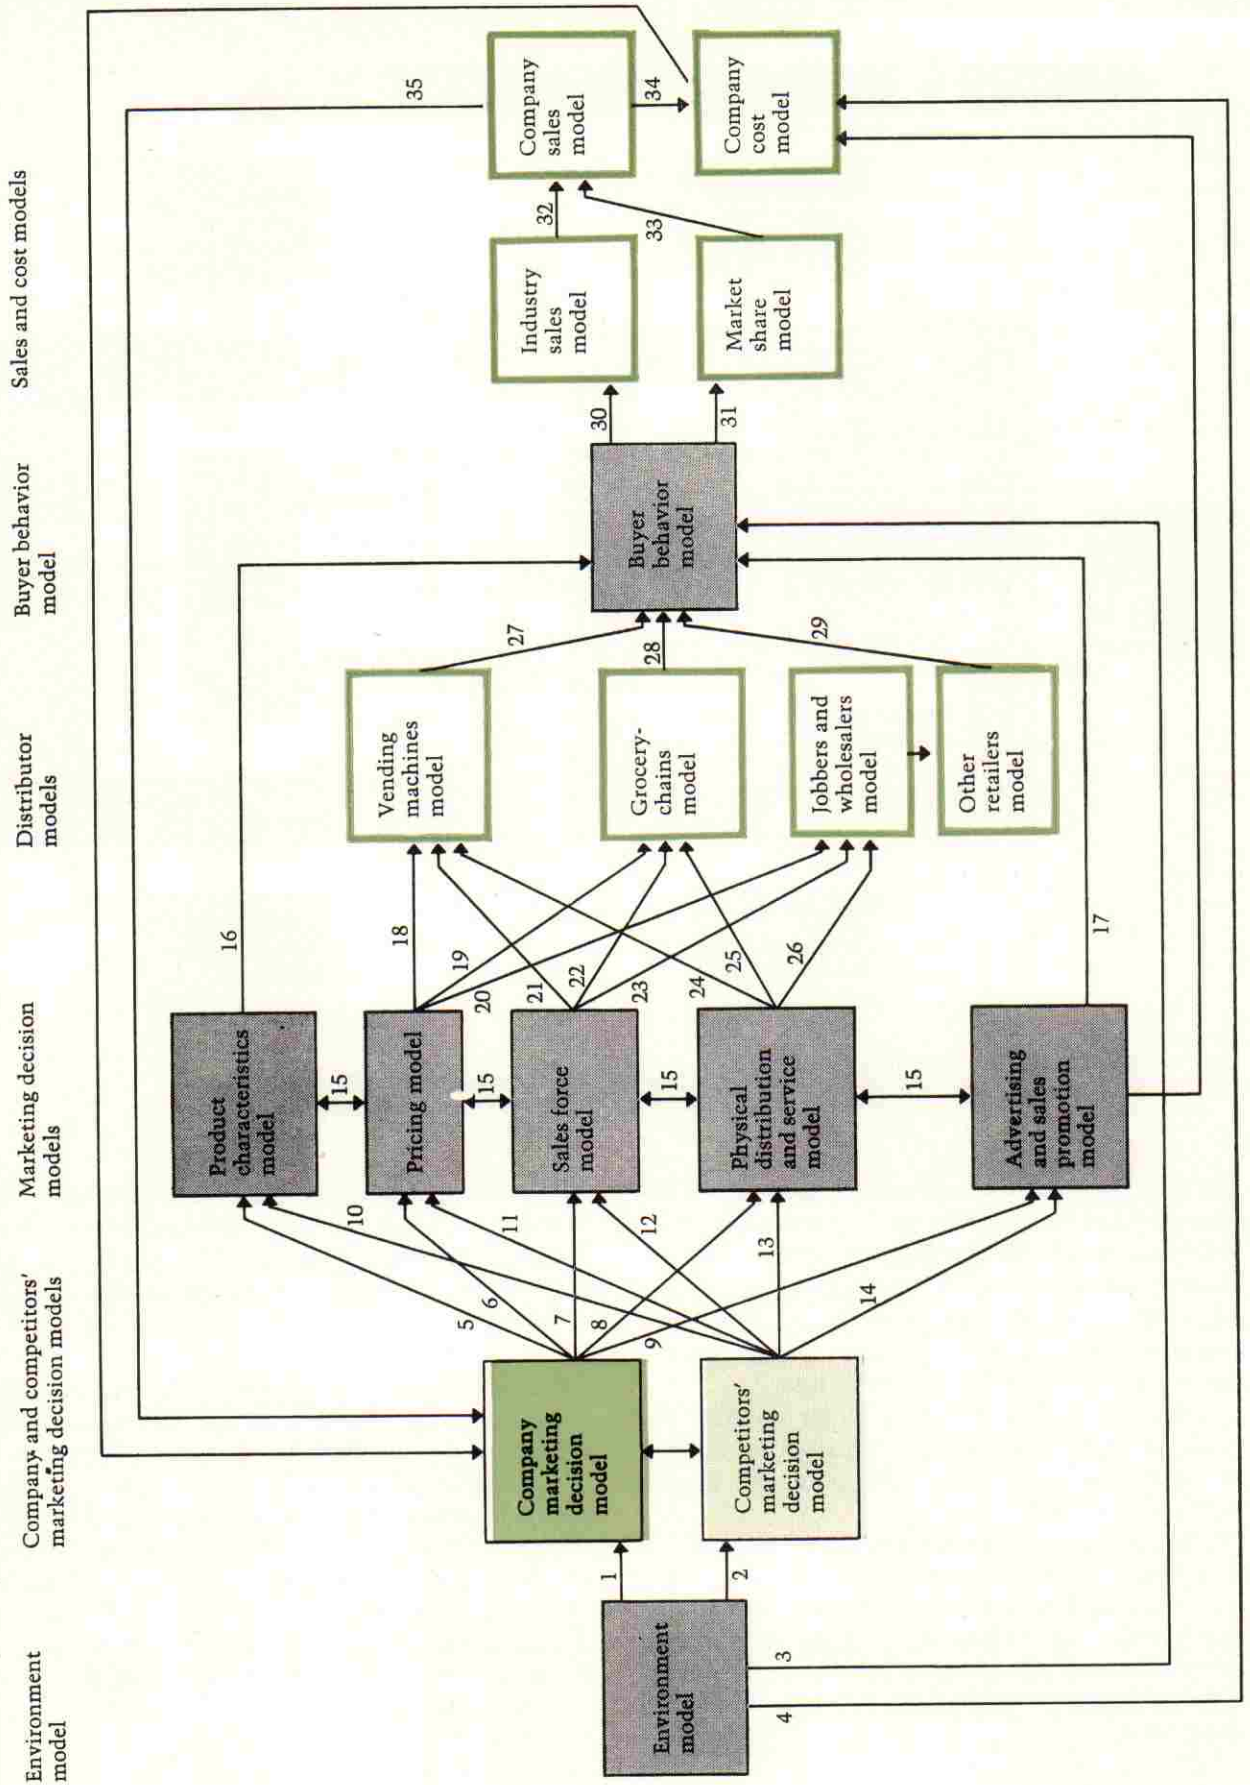 Environment
model
Company and competitors'
marketing decision models
Marketing decision
models
Distributor
models
Buyer behavior
model
Sales and cost models
Environment
model
1
2
3
4
Company
marketing
decision
model
Competitors'
marketing
decision
model
5
6
7
8
9
10
11
12
13
14
Product
characteristics
model
15
Pricing model
15
Sales force
model
15
Physical
distribution
and service
model
15
Advertising
and sales
promotion
model
16
18
19
20
21
22
23
24
25
26
17
Vending
machines
model
Grocery-
chains
model
Jobbers and
wholesalers
model
Other
retailers
model
27
28
29
Buyer
behavior
model
30
31
Industry
sales
model
Market
share
model
32
33
Company
sales
model
34
Company
cost
model
35